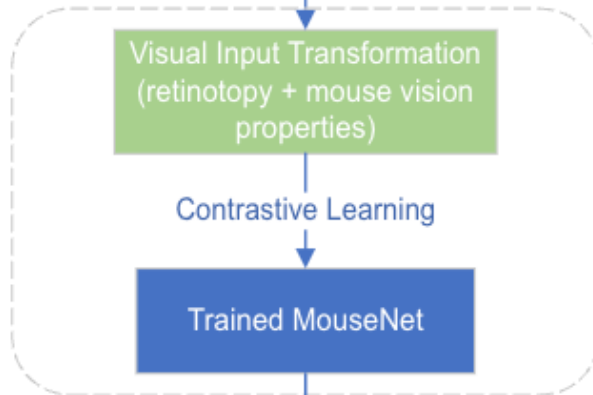 Visual Input Transformation
(retinotopy + mouse vision
properties)
Contrastive Learning
Trained MouseNet